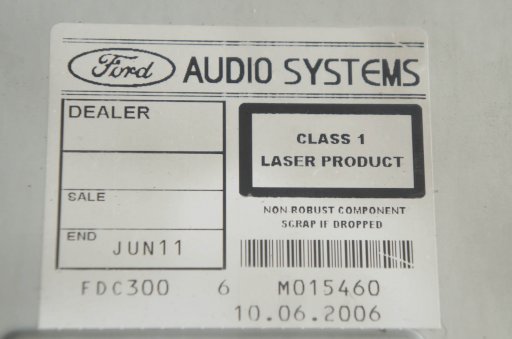 Ford AUDIO SYSTEMS
DEALER
CLASS 1
LASER PRODUCT
SALE
NON-ROBUST COMPONENT
SCRAP IF DROPPED
END JUN11
FDC300 6 M015460
10.06.2006